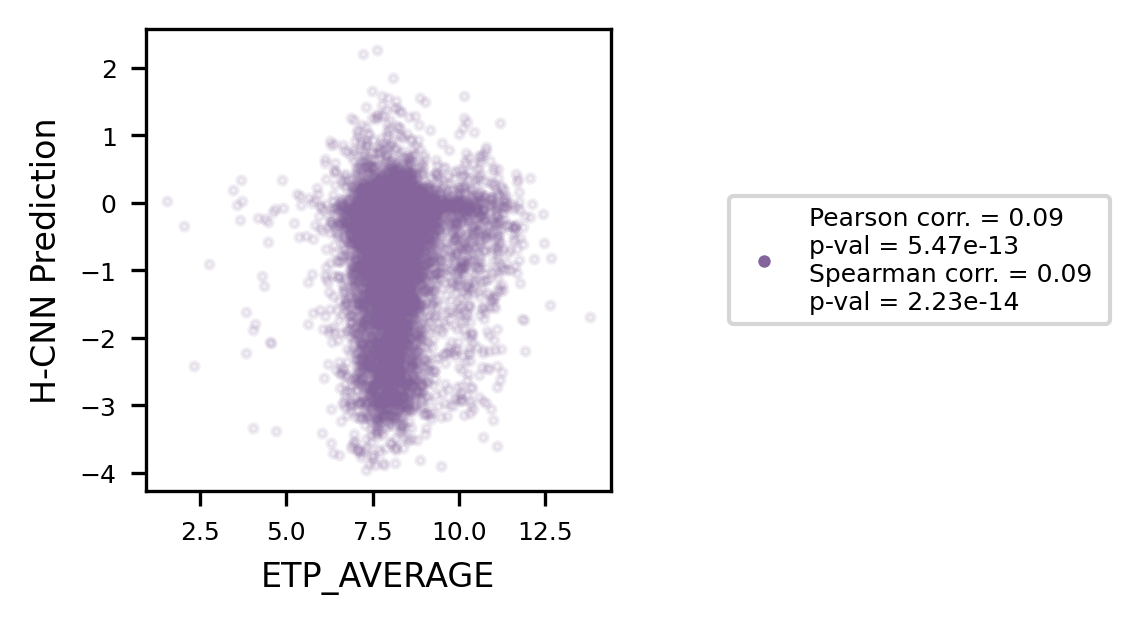 2
1
0
−1
−2
−3
−4
H-CNN Prediction
2.5 5.0 7.5 10.0 12.5
ETP_AVERAGE
Pearson corr. = 0.09
p-val = 5.47e-13
Spearman corr. = 0.09
p-val = 2.23e-14